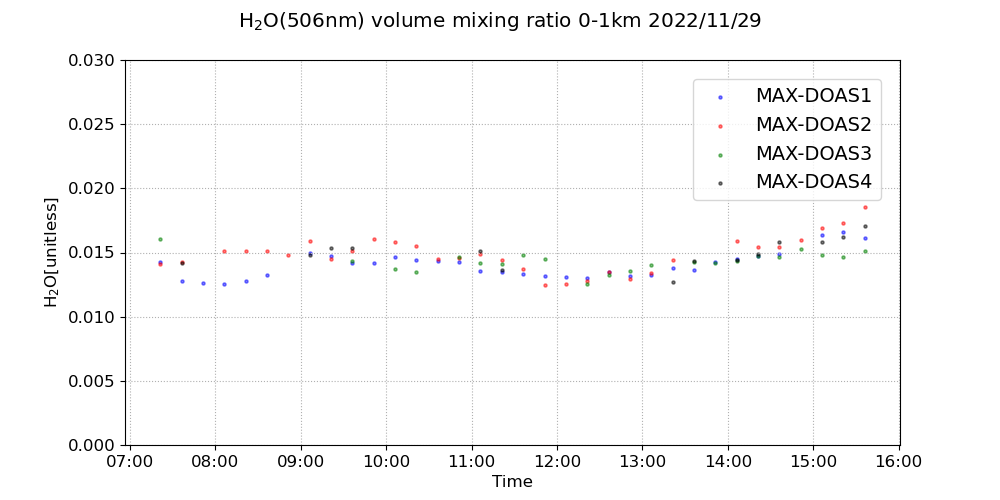 H₂O(506nm) volume mixing ratio 0-1km 2022/11/29
0.030
0.025
0.020
0.015
0.010
0.005
0.000
H₂O[unitless]
MAX-DOAS1
MAX-DOAS2
MAX-DOAS3
MAX-DOAS4
07:00 08:00 09:00 10:00 11:00 12:00 13:00 14:00 15:00 16:00
Time